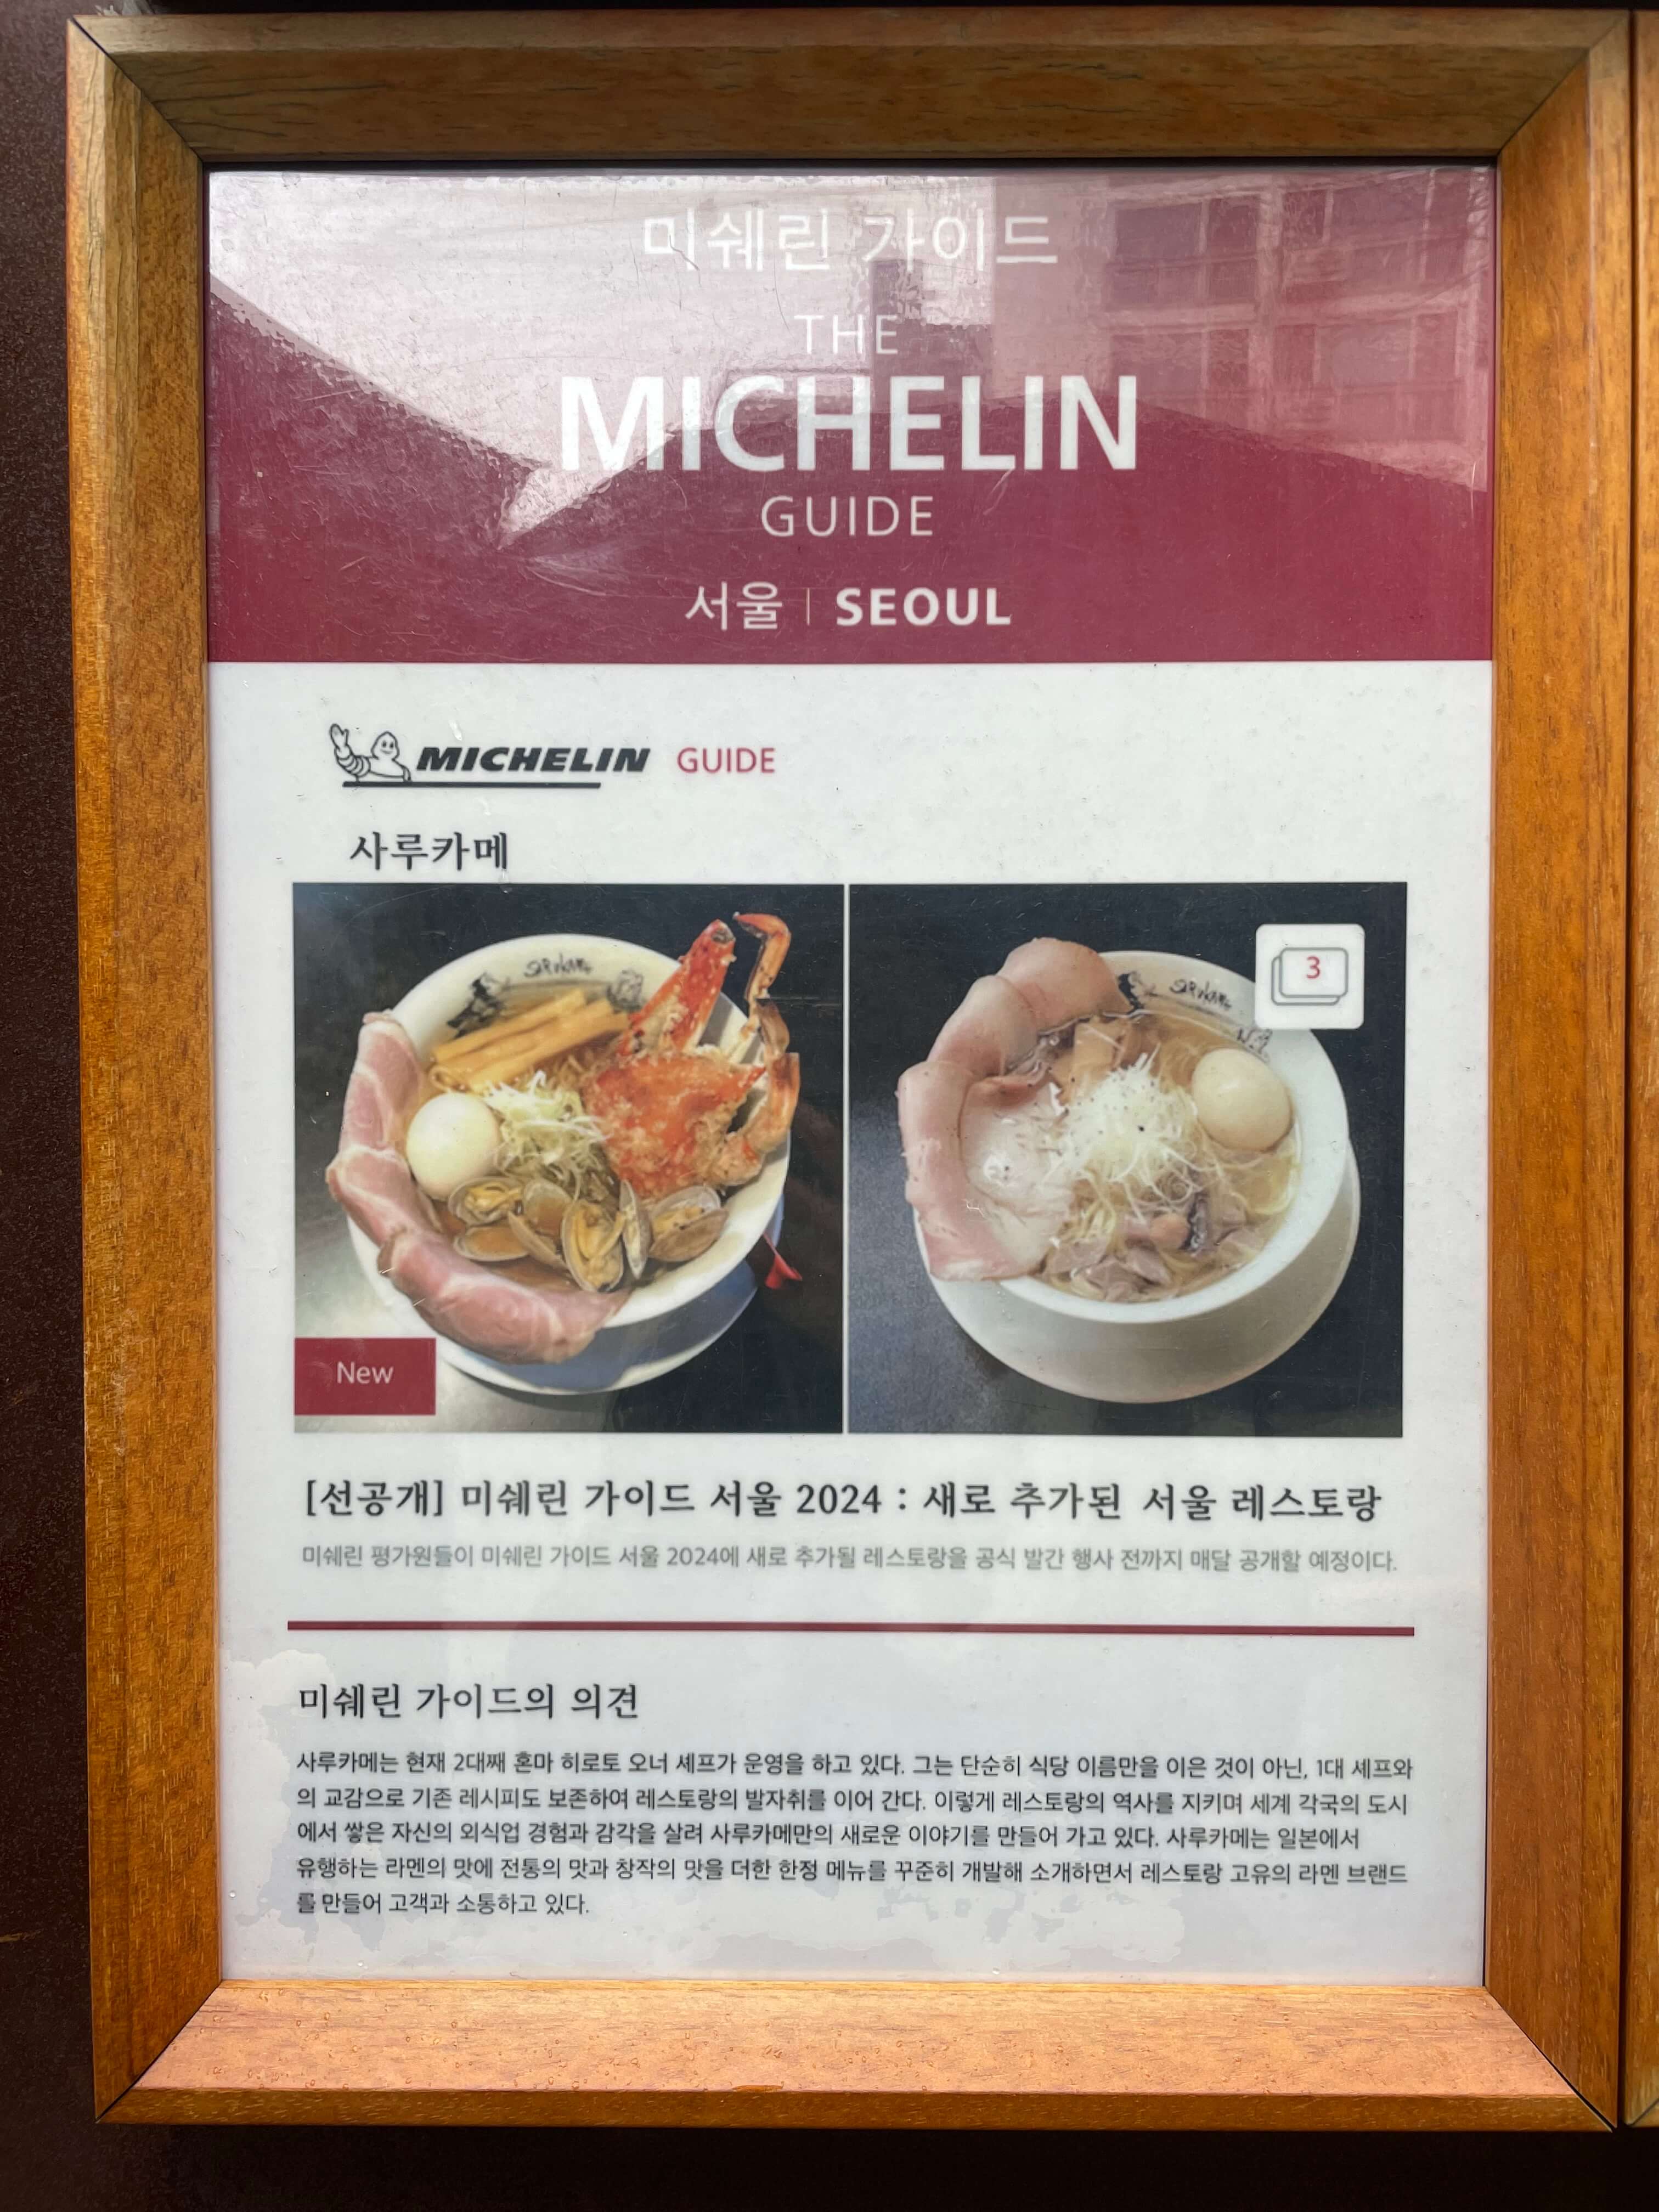 미쉐린 가이드
THE
MICHELIN
GUIDE
서울 | SEOUL
MICHELIN GUIDE
사루카메
3
New
[선공개] 미쉐린 가이드 서울 2024 : 새로 추가된 서울 레스토랑
미쉐린 평가원들이 미쉐린 가이드 서울 2024에 새로 추가될 레스토랑을 공식 발간 행사 전까지 매달 공개할 예정이다.
미쉐린 가이드의 의견
사루카메는 현재 2대째 혼마 히로토 오너 셰프가 운영을 하고 있다. 그는 단순히 식당 이름만을 이은 것이 아닌, 1대 셰프와
의 교감으로 기존 레시피도 보존하여 레스토랑의 발자취를 이어 간다. 이렇게 레스토랑의 역사를 지키며 세계 각국의 도시
에서 쌓은 자신의 외식업 경험과 감각을 살려 사루카메만의 새로운 이야기를 만들어 가고 있다. 사루카메는 일본에서
유행하는 라멘의 맛에 전통의 맛과 창작의 맛을 더한 한정 메뉴를 꾸준히 개발해 소개하면서 레스토랑 고유의 라멘 브랜드
를 만들어 고객과 소통하고 있다.